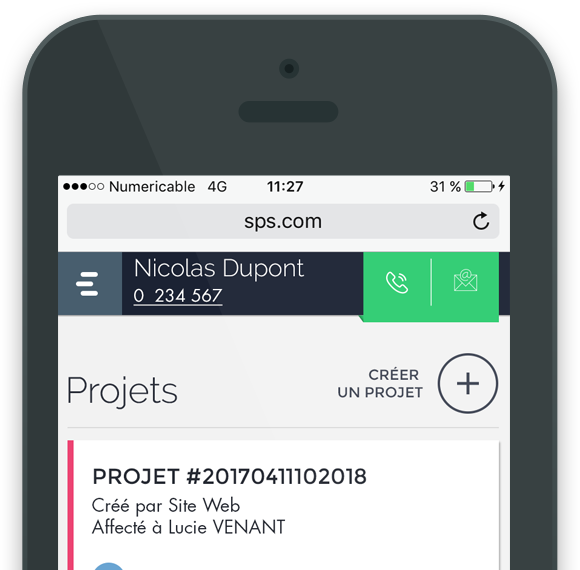 Numericable 4G 11:27 31 %
sps.com
Nicolas Dupont
0 234 567
Projets
CRÉER
UN PROJET
PROJET #20170411102018
Créé par Site Web
Affecté à Lucie VENANT